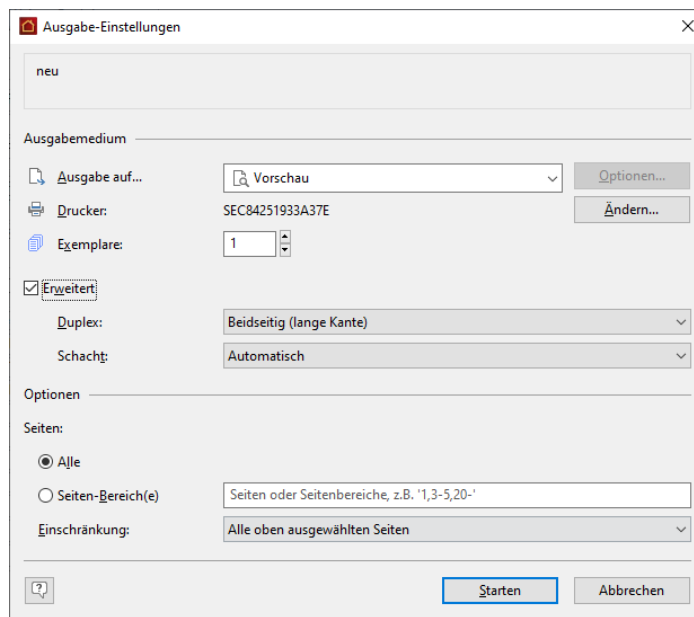 Ausgabe-Einstellungen
neu
Ausgabemedium
Ausgabe auf... Vorschau Optionen...
Drucker: SEC84251933A37E Ändern...
Exemplare: 1
Erweitert
Duplex: Beidseitig (lange Kante)
Schacht: Automatisch
Optionen
Seiten:
Alle
Seiten-Bereich(e) Seiten oder Seitenbereiche, z.B. '1,3-5,20-'
Einschränkung: Alle oben ausgewählten Seiten
Starten Abbrechen